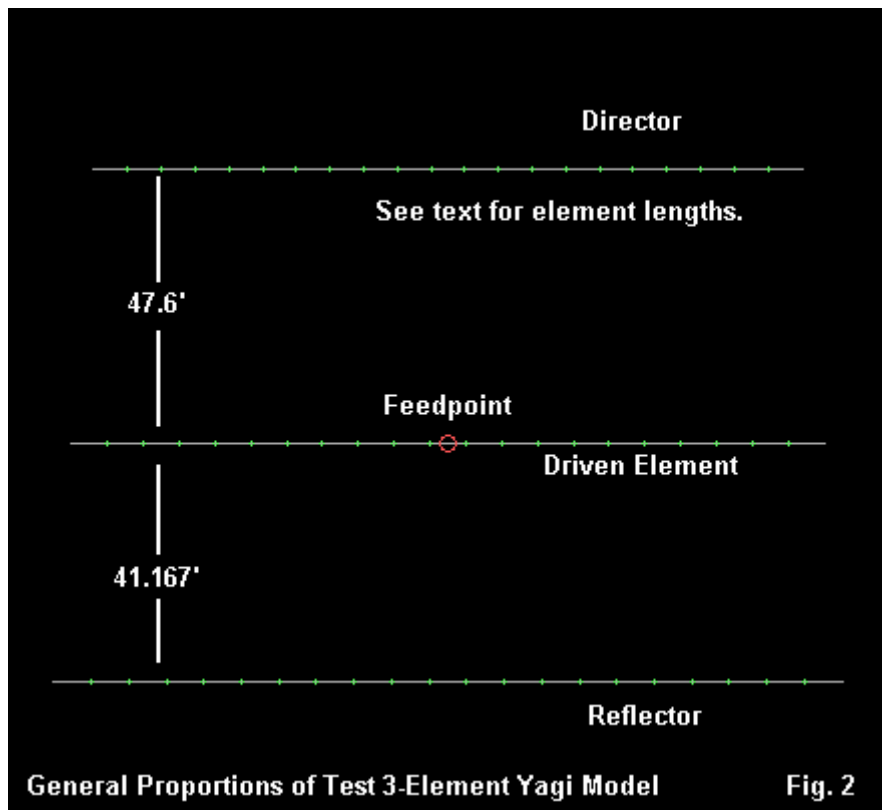 Director
See text for element lengths.
47.6'
Feedpoint
Driven Element
41.167'
Reflector
General Proportions of Test 3-Element Yagi Model Fig. 2